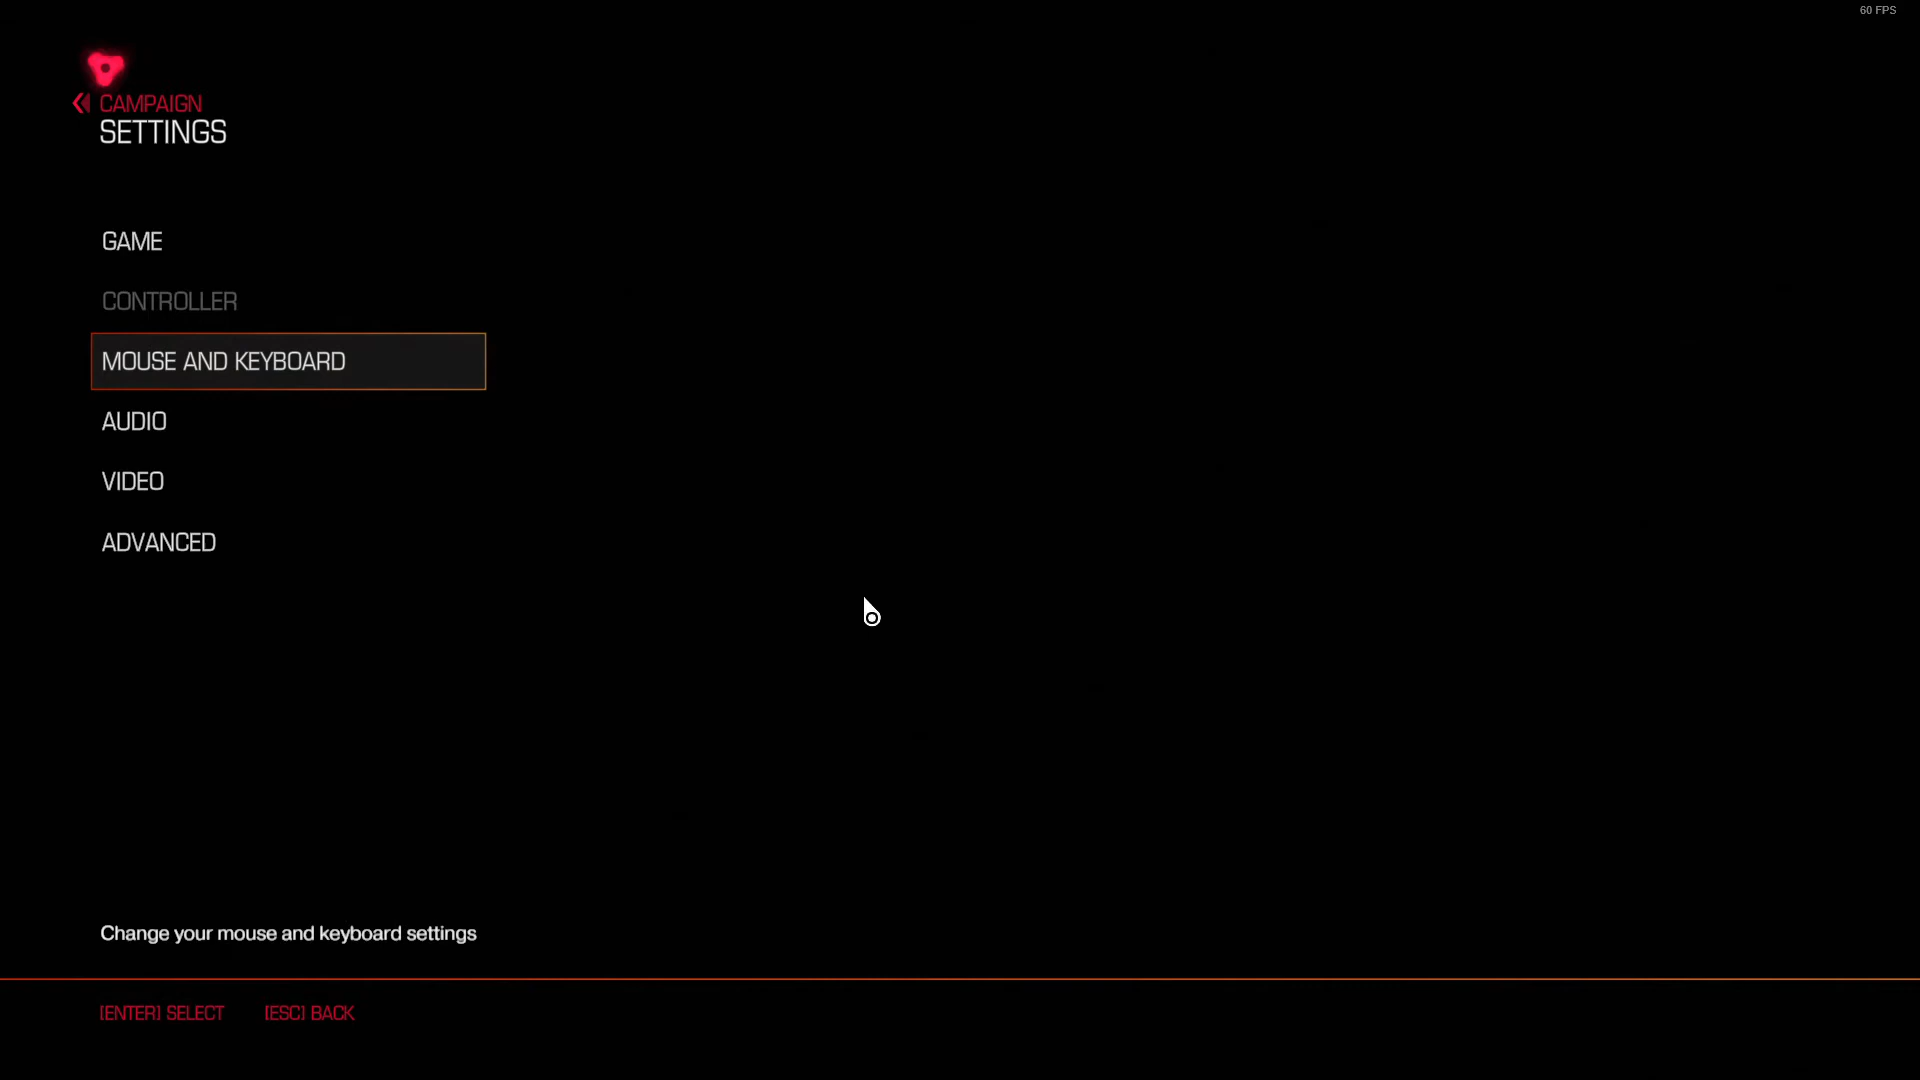 60 FPS
CAMPAIGN
SETTINGS
GAME
CONTROLLER
MOUSE AND KEYBOARD
AUDIO
VIDEO
ADVANCED
Change your mouse and keyboard settings
[ENTER] SELECT [ESC] BACK